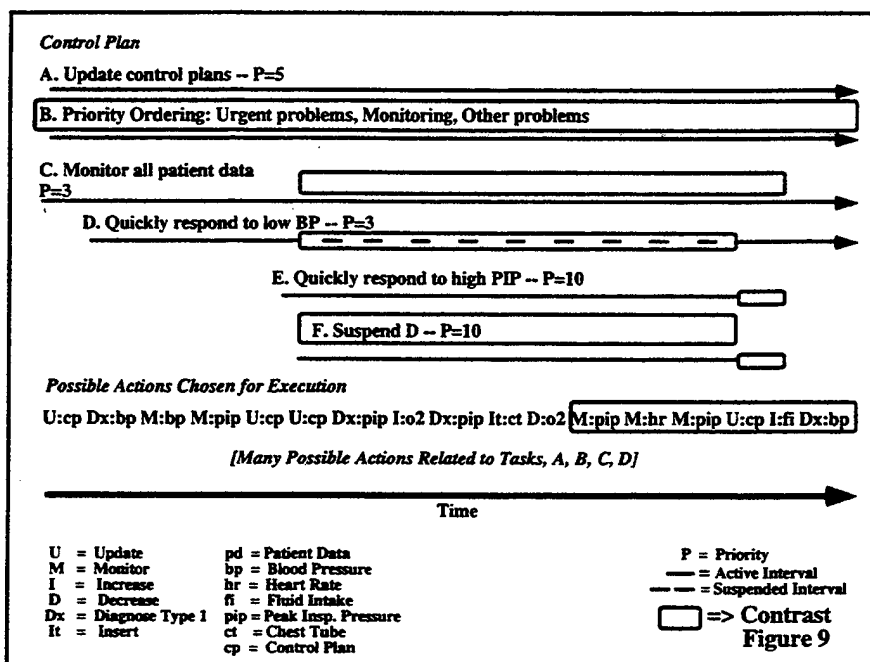 Control Plan
A. Update control plans -- P=5
B. Priority Ordering: Urgent problems, Monitoring, Other problems
C. Monitor all patient data
P=3
D. Quickly respond to low BP -- P=3
E. Quickly respond to high PIP -- P=10
F. Suspend D -- P=10
Possible Actions Chosen for Execution
U:cp Dx:bp M:bp M:pip U:cp U:cp Dx:pip I:o2 Dx:pip It:ct D:o2 M:pip M:hr M:pip U:cp I:fi Dx:bp
[Many Possible Actions Related to Tasks, A, B, C, D]
Time
U = Update
M = Monitor
I = Increase
D = Decrease
Dx = Diagnose Type 1
It = Insert
pd = Patient Data
bp = Blood Pressure
hr = Heart Rate
fi = Fluid Intake
pip = Peak Insp. Pressure
ct = Chest Tube
cp = Control Plan
P = Priority
= Active Interval
= Suspended Interval
=> Contrast
Figure 9